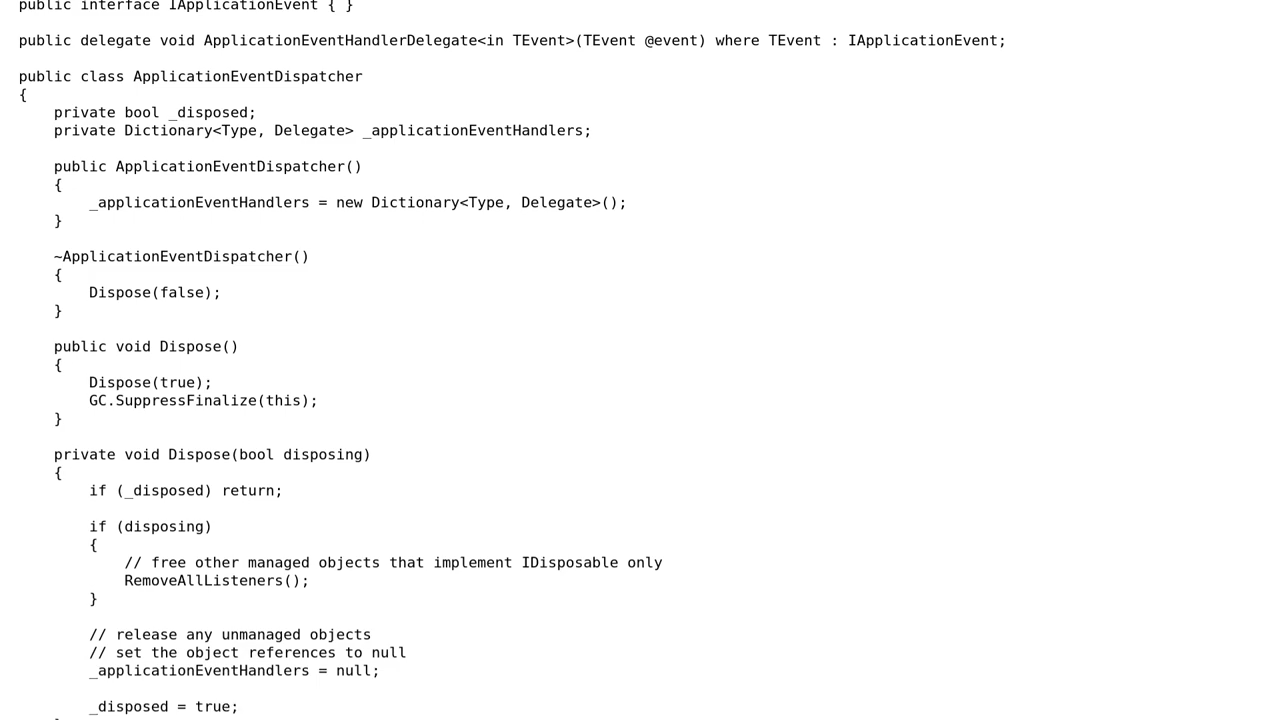 public interface IApplicationEvent { }
public delegate void ApplicationEventHandlerDelegate<in TEvent>(TEvent @event) where TEvent : IApplicationEvent;
public class ApplicationEventDispatcher
{
private bool _disposed;
private Dictionary<Type, Delegate> _applicationEventHandlers;
public ApplicationEventDispatcher()
{
_applicationEventHandlers = new Dictionary<Type, Delegate>();
}
~ApplicationEventDispatcher()
{
Dispose(false);
}
public void Dispose()
{
Dispose(true);
GC.SuppressFinalize(this);
}
private void Dispose(bool disposing)
{
if (_disposed) return;
if (disposing)
{
// free other managed objects that implement IDisposable only
RemoveAllListeners();
}
// release any unmanaged objects
// set the object references to null
_applicationEventHandlers = null;
_disposed = true;